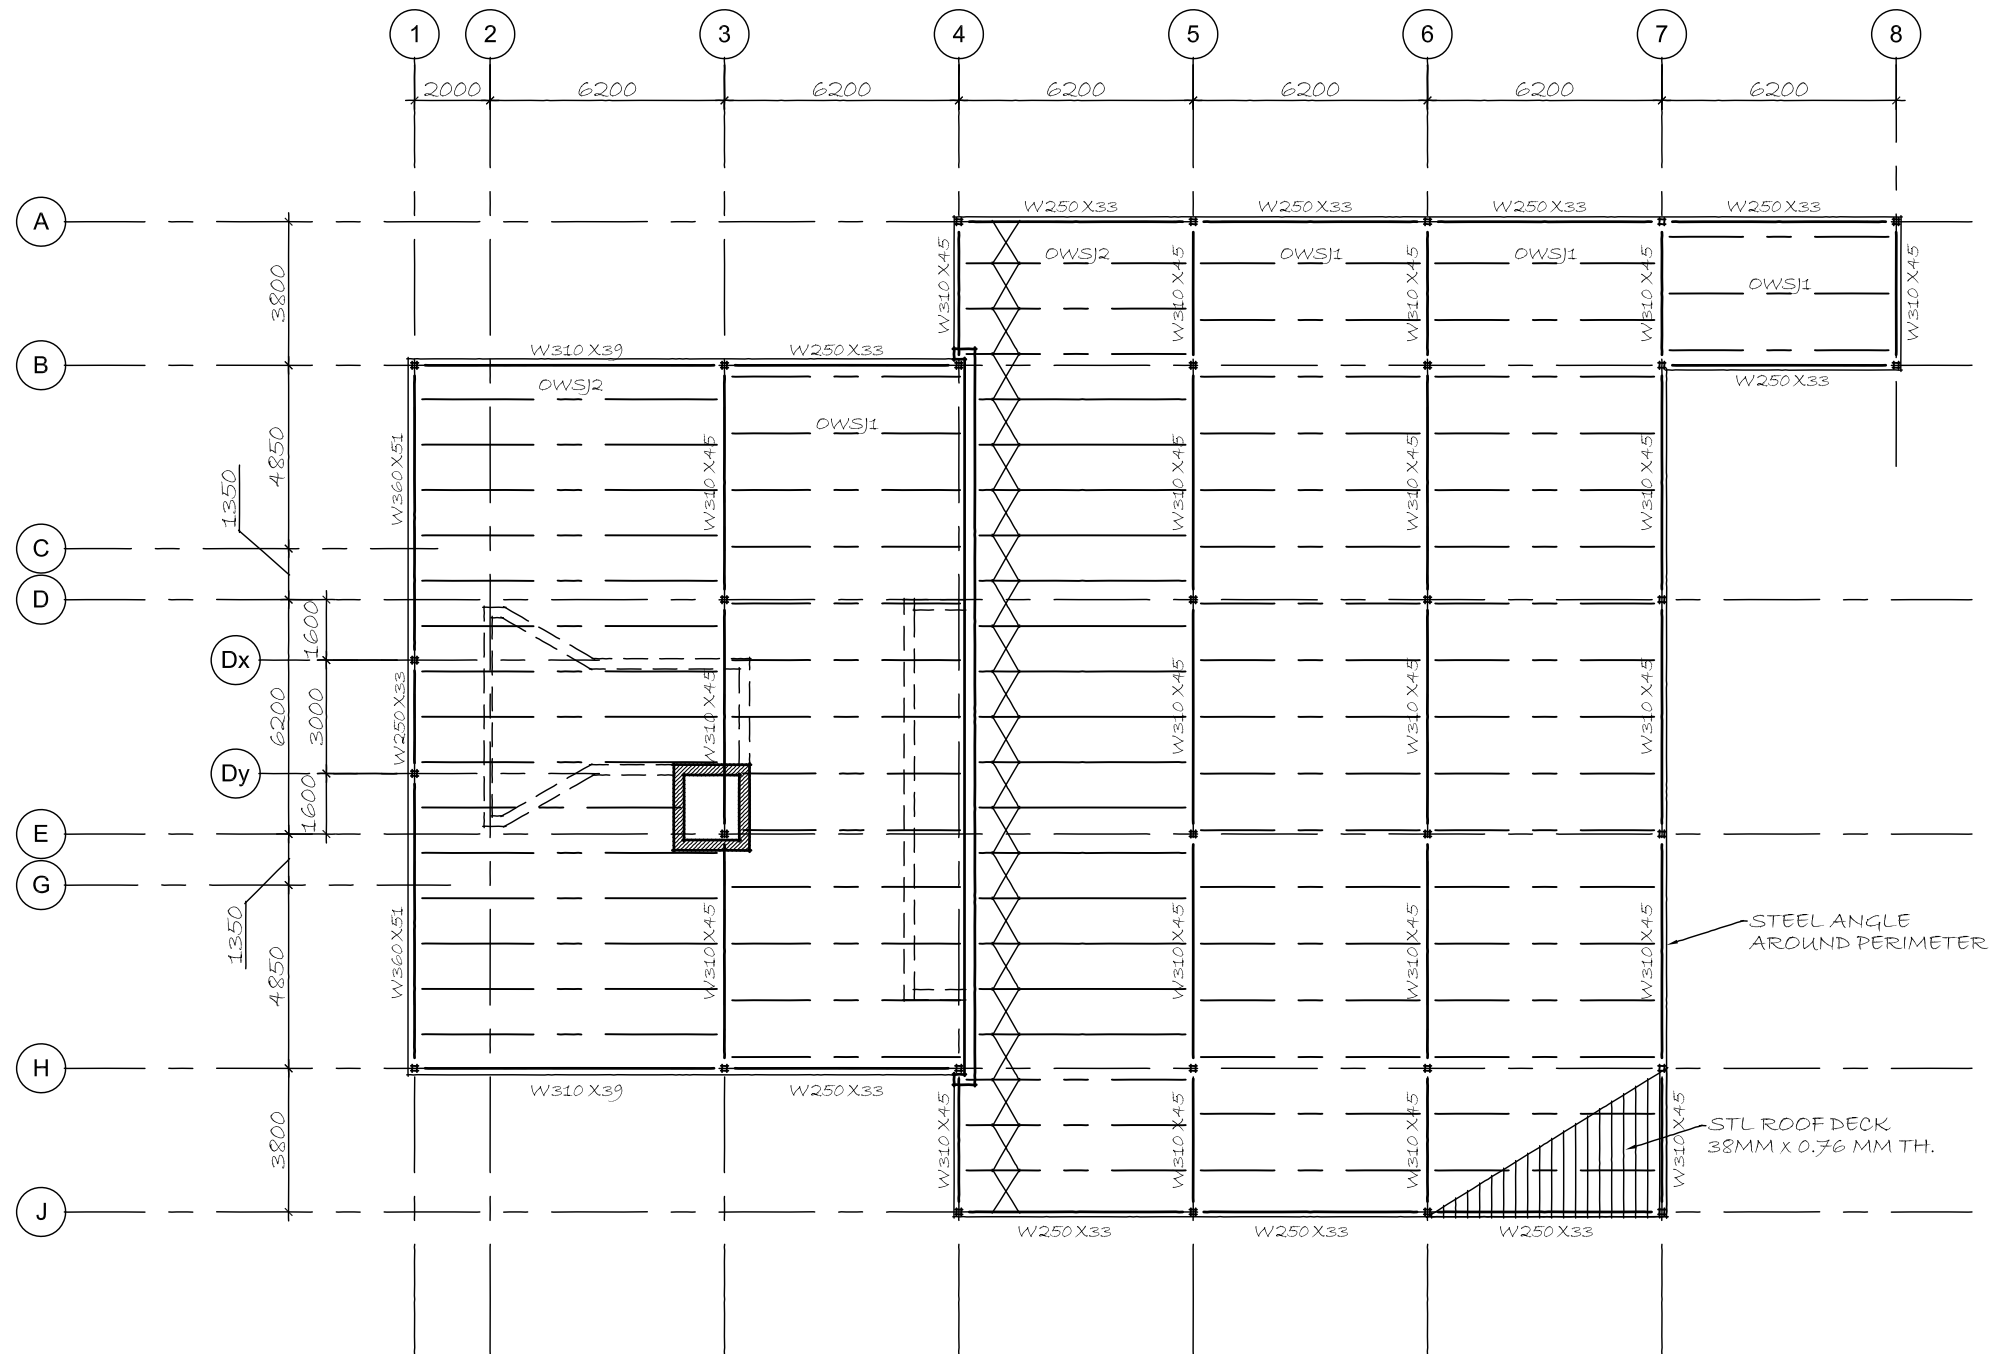 1 2 3 4 5 6 7 8
2000 6200 6200 6200 6200 6200 6200
W250X33 W250X33 W250X33 W250X33
A
W310X45 OWSJ2 W310X45 OWSJ1 W310X45 OWSJ1 W310X45 OWSJ1 W310X45
3800
B
W310X39 W250X33
W250X33
OWSJ2
OWSJ1
4850
W360X51 W310X45 W310X45 W310X45 W310X45
1350
C
D
1600
Dx
6200 3000 W250X33 W310X45 W310X45 W310X45 W310X45
Dy
1600
E
G
1350
4850
W360X51 W310X45 W310X45 W310X45 W310X45
STEEL ANGLE
AROUND PERIMETER
H
W310X39 W250X33
3800
W310X45 W310X45 W310X45 W310X45
STL ROOF DECK
38MM X 0.76 MM TH.
J
W250X33 W250X33 W250X33